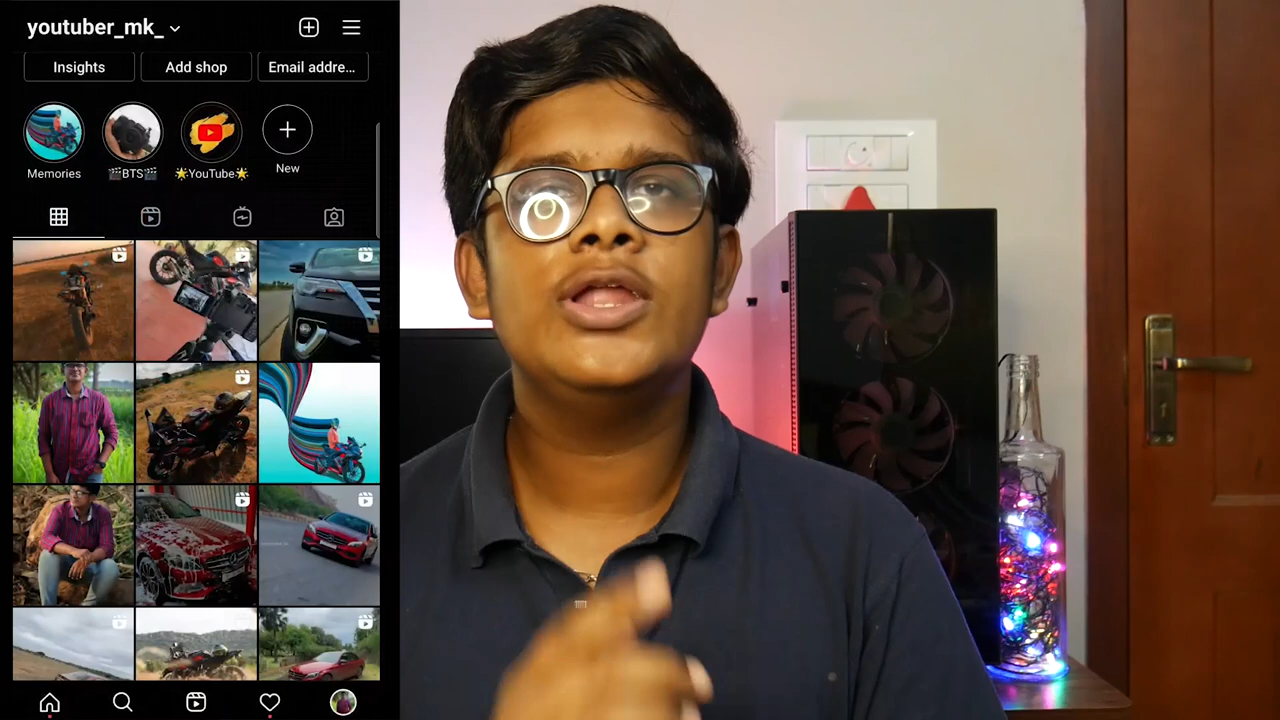 youtuber_mk_
Insights
Add shop
Email addre...
Memories
🎬BTS🎬
🌟YouTube🌟
New